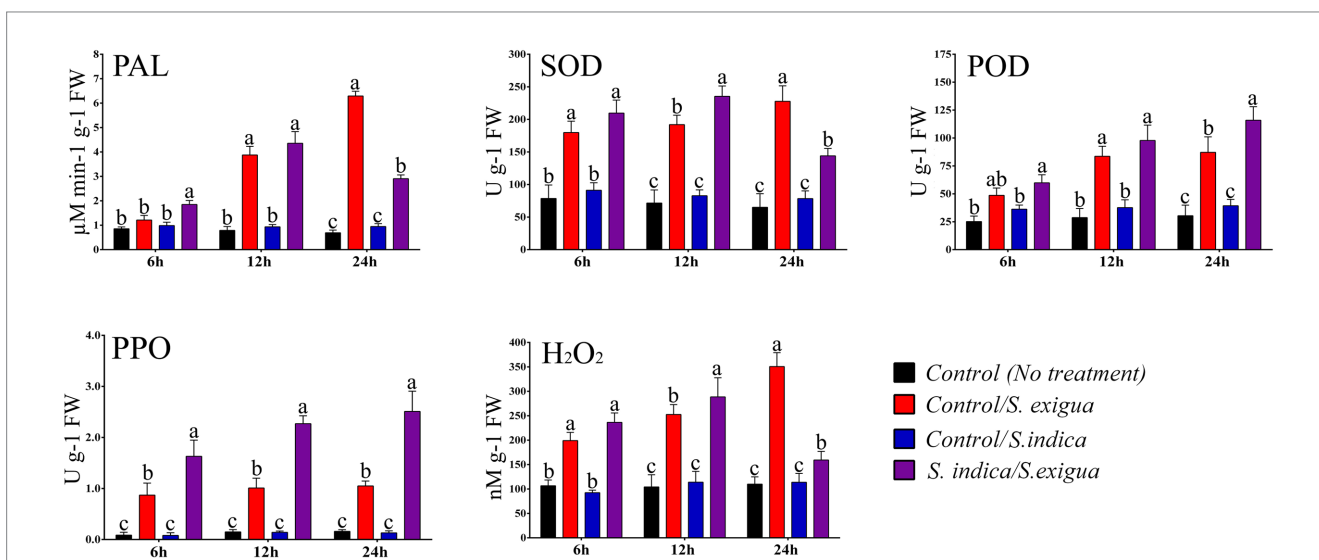 PAL
μM min-1 g-1 FW
8
7
6
5
4
3
2
1
0
b
b
b
a
b
a
b
a
c
a
c
b
6h
12h
24h
SOD
U g-1 FW
300
250
200
150
100
50
0
b
a
b
a
c
b
c
a
c
a
c
b
6h
12h
24h
POD
U g-1 FW
175
150
125
100
75
50
25
0
b
ab
b
a
b
a
b
a
c
b
c
a
6h
12h
24h
PPO
U g-1 FW
4.0
3.0
2.0
1.0
0.0
c
b
c
a
c
b
c
a
c
b
c
a
6h
12h
24h
H₂O₂
nM g-1 FW
400
350
300
250
200
150
100
50
0
b
a
b
a
c
b
c
a
c
a
c
b
6h
12h
24h
Control (No treatment)
Control/S. exigua
Control/S.indica
S. indica/S.exigua